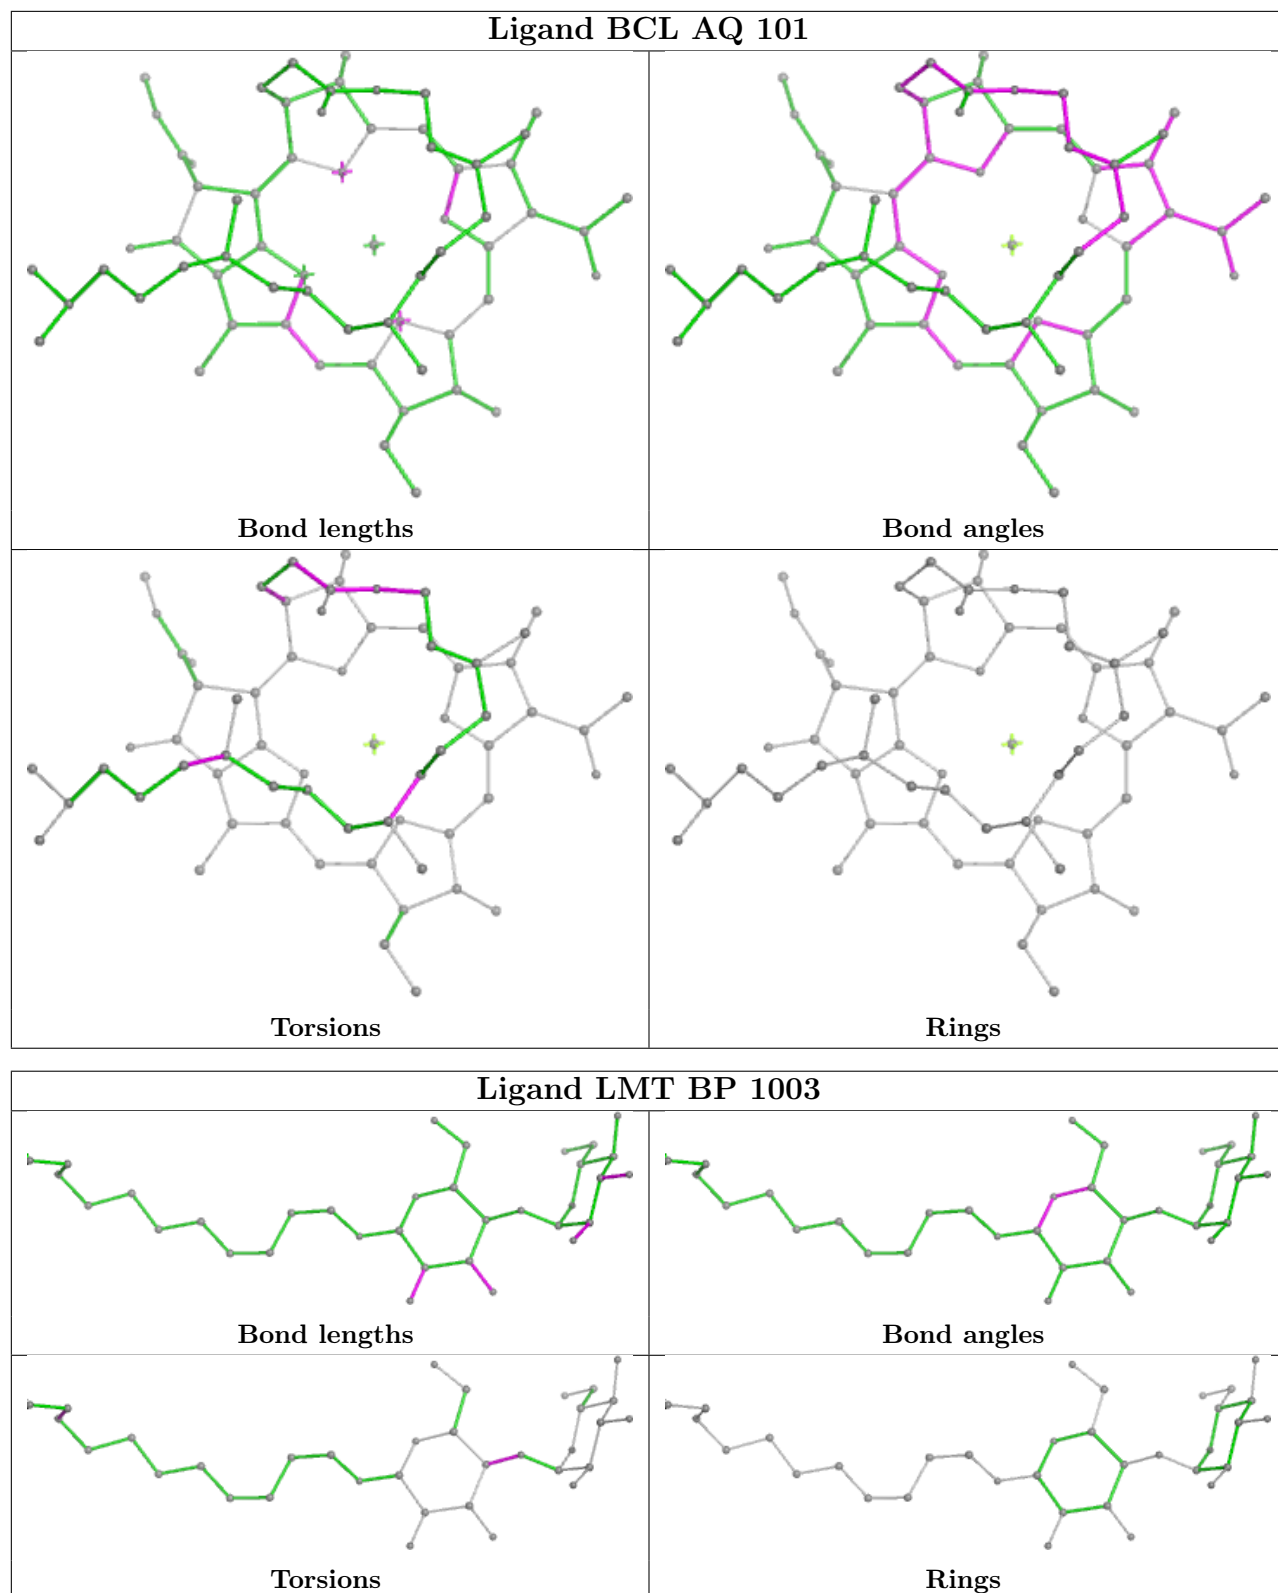 Ligand BCL AQ 101
Bond lengths
Bond angles
Torsions
Rings
Ligand LMT BP 1003
Bond lengths
Bond angles
Torsions
Rings